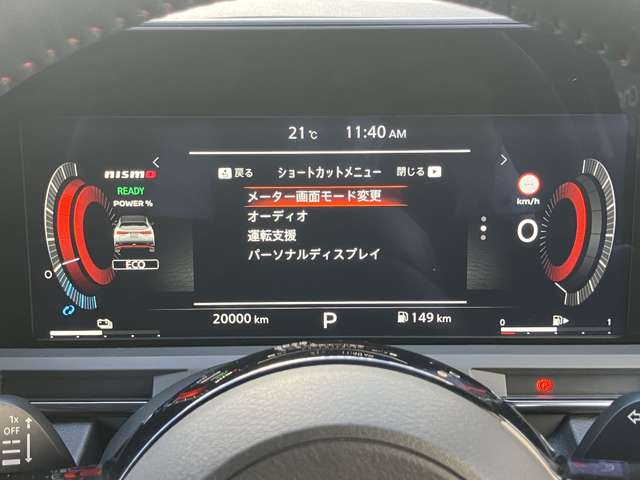 21℃ 11:40 AM
nismo
READY
POWER %
ECO
戻る ショートカットメニュー 閉じる
メーター画面モード変更
オーディオ
運転支援
パーソナルディスプレイ
km/h
0
0
20000 km P 149 km
0 1
1x
OFF